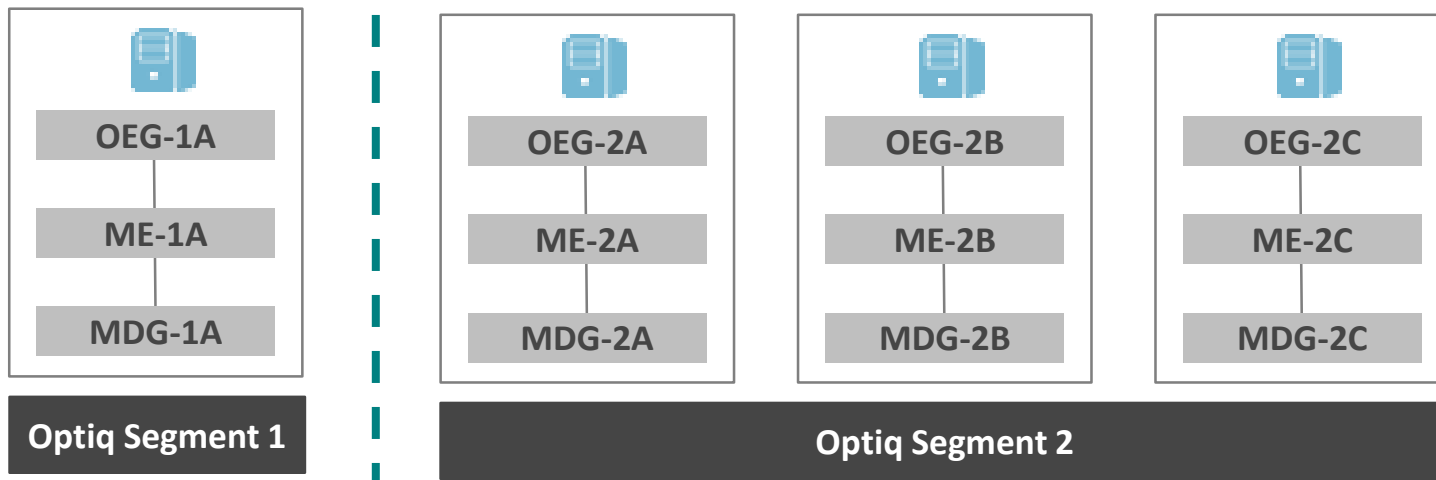 OEG-1A
ME-1A
MDG-1A
Optiq Segment 1
OEG-2A
ME-2A
MDG-2A
OEG-2B
ME-2B
MDG-2B
OEG-2C
ME-2C
MDG-2C
Optiq Segment 2